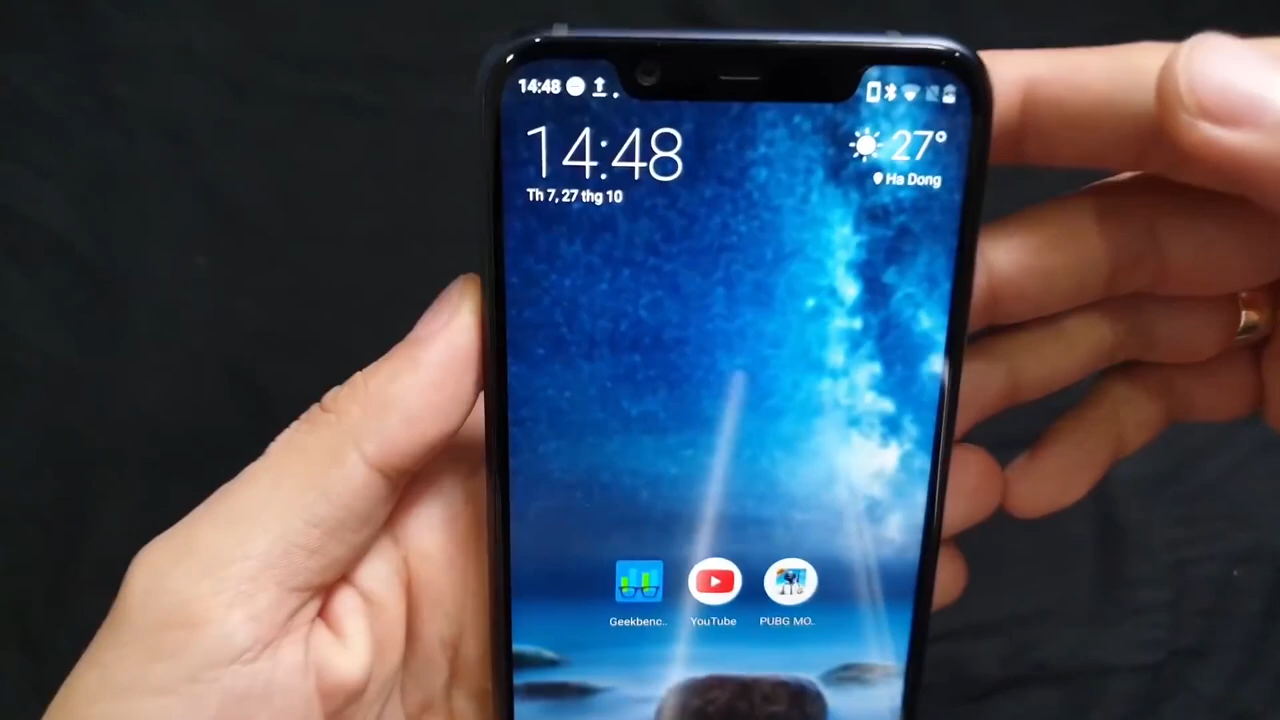 14:48
14:48
Th 7, 27 thg 10
27°
Ha Dong
Geekbenc..
YouTube
PUBG MO..